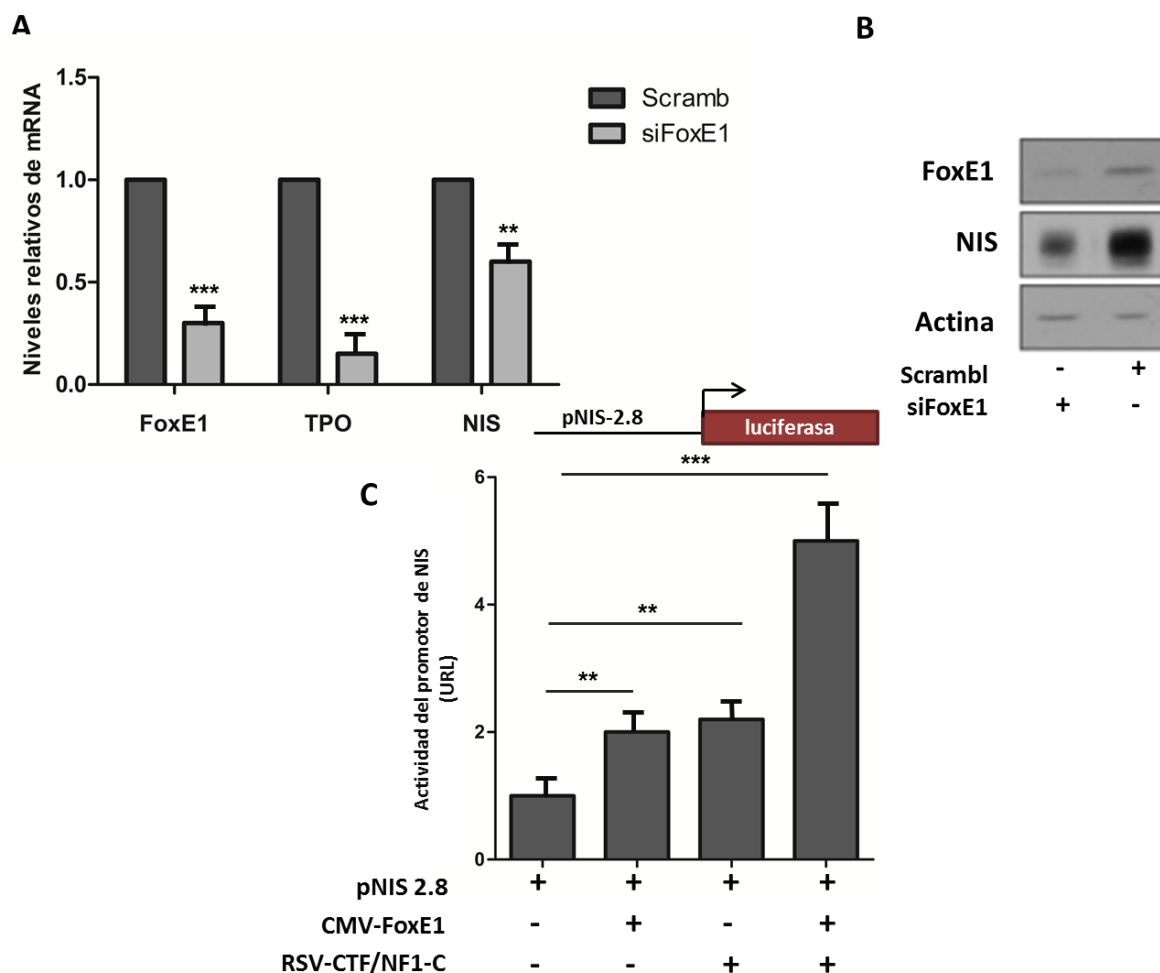 A
Niveles relativos de mRNA
1.5
1.0
0.5
0.0
Scramb
siFoxE1
***
***
**
FoxE1 TPO NIS
B
FoxE1
NIS
Actina
Scrambl - +
siFoxE1 + -
pNIS-2.8 luciferasa
C
Actividad del promotor de NIS
(URL)
6
4
2
0
***
**
**
pNIS 2.8 + + + +
CMV-FoxE1 - + - +
RSV-CTF/NF1-C - - + +